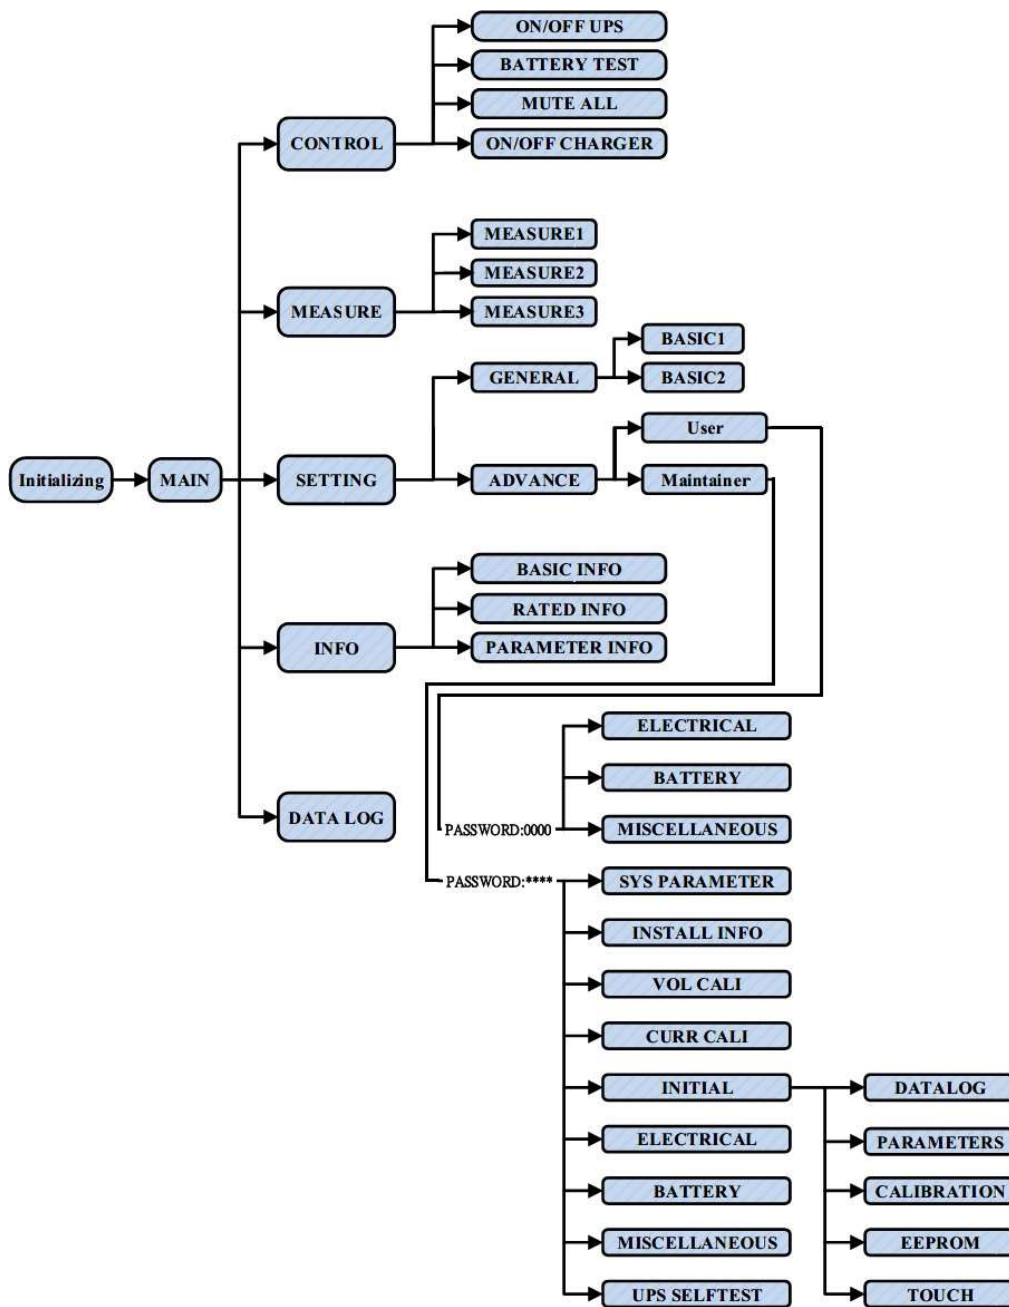 ON/OFF UPS
BATTERY TEST
MUTE ALL
CONTROL
ON/OFF CHARGER
MEASURE1
MEASURE2
MEASURE
MEASURE3
BASIC1
GENERAL
BASIC2
User
Initializing
MAIN
SETTING
ADVANCE
Maintainer
BASIC INFO
RATED INFO
INFO
PARAMETER INFO
ELECTRICAL
BATTERY
DATA LOG
PASSWORD:0000
MISCELLANEOUS
PASSWORD:****
SYS PARAMETER
INSTALL INFO
VOL CALI
CURR CALI
INITIAL
DATALOG
ELECTRICAL
PARAMETERS
BATTERY
CALIBRATION
MISCELLANEOUS
EEPROM
UPS SELFTEST
TOUCH